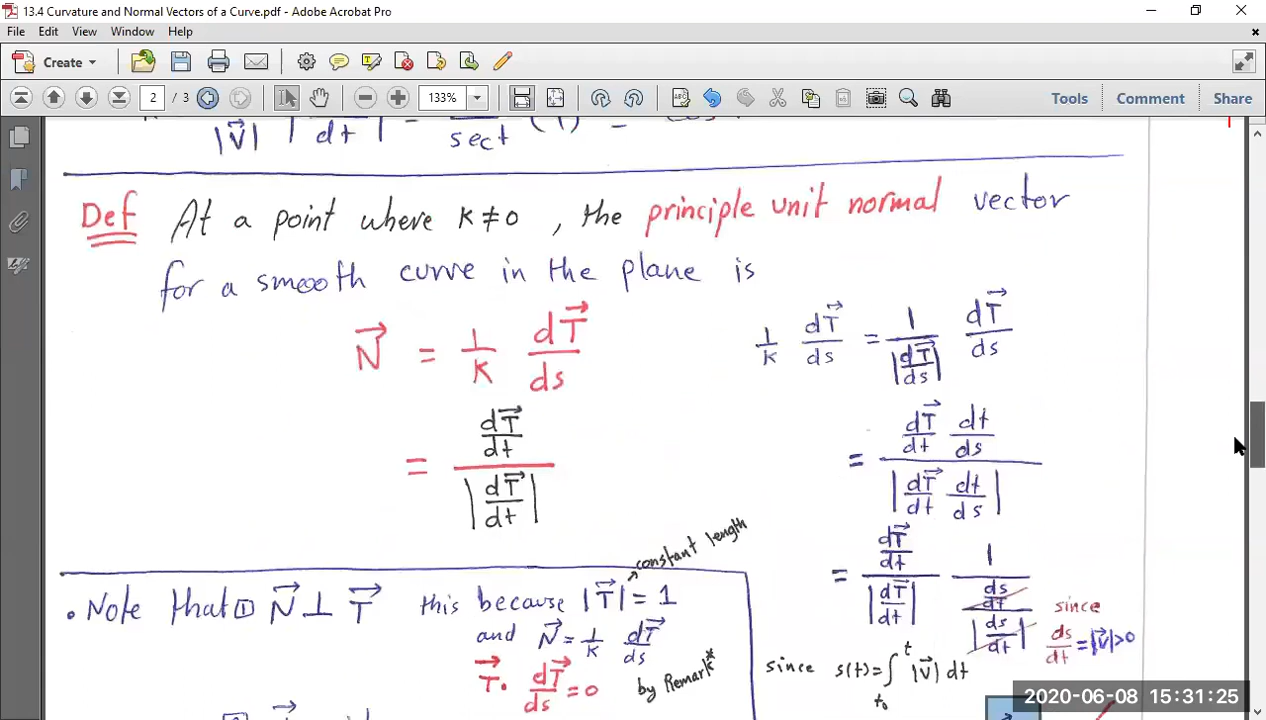 13.4 Curvature and Normal Vectors of a Curve.pdf - Adobe Acrobat Pro
File Edit View Window Help
Create
2 / 3 133% Tools Comment Share
|V⃗| | dt | = sec t (1) =
Def At a point where κ ≠ 0 , the principle unit normal vector
for a smooth curve in the plane is
N⃗ = 1/κ dT⃗/ds
= (dT⃗/dt) / |dT⃗/dt|
1/κ dT⃗/ds = 1/|dT⃗/ds| dT⃗/ds
= (dT⃗/dt dt/ds) / |dT⃗/dt dt/ds|
= (dT⃗/dt) / |dT⃗/dt| 1 / ((ds/dt) / |ds/dt|)
since
ds/dt = |V⃗| > 0
since s(t) = ∫_{t₀}^{t} |V⃗| dt
• Note that ① N⃗ ⊥ T⃗ this because |T⃗| = 1
constant length
and N⃗ = 1/κ dT⃗/ds
T⃗ · dT⃗/ds = 0
by Remark*
2020-06-08 15:31:25